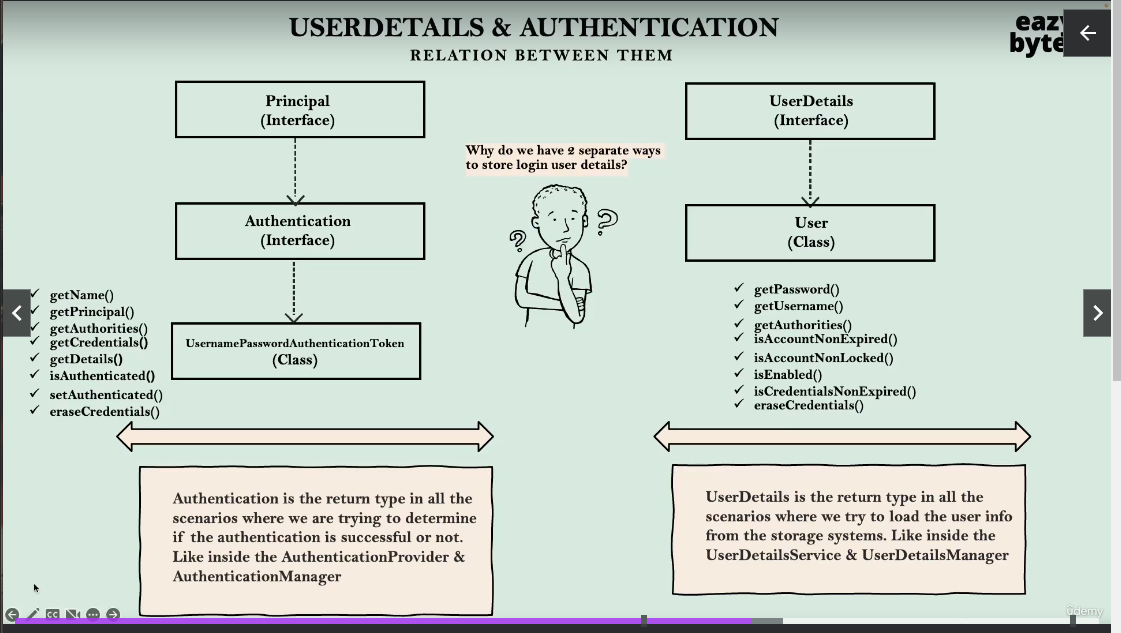 USERDETAILS & AUTHENTICATION
RELATION BETWEEN THEM
eazy
byte
Principal
(Interface)
Authentication
(Interface)
UsernamePasswordAuthenticationToken
(Class)
getName()
getPrincipal()
getAuthorities()
getCredentials()
getDetails()
isAuthenticated()
setAuthenticated()
eraseCredentials()
Why do we have 2 separate ways
to store login user details?
? ?
UserDetails
(Interface)
User
(Class)
getPassword()
getUsername()
getAuthorities()
isAccountNonExpired()
isAccountNonLocked()
isEnabled()
isCredentialsNonExpired()
eraseCredentials()
Authentication is the return type in all the
scenarios where we are trying to determine
if the authentication is successful or not.
Like inside the AuthenticationProvider &
AuthenticationManager
UserDetails is the return type in all the
scenarios where we try to load the user info
from the storage systems. Like inside the
UserDetailsService & UserDetailsManager
CC
ûdemy